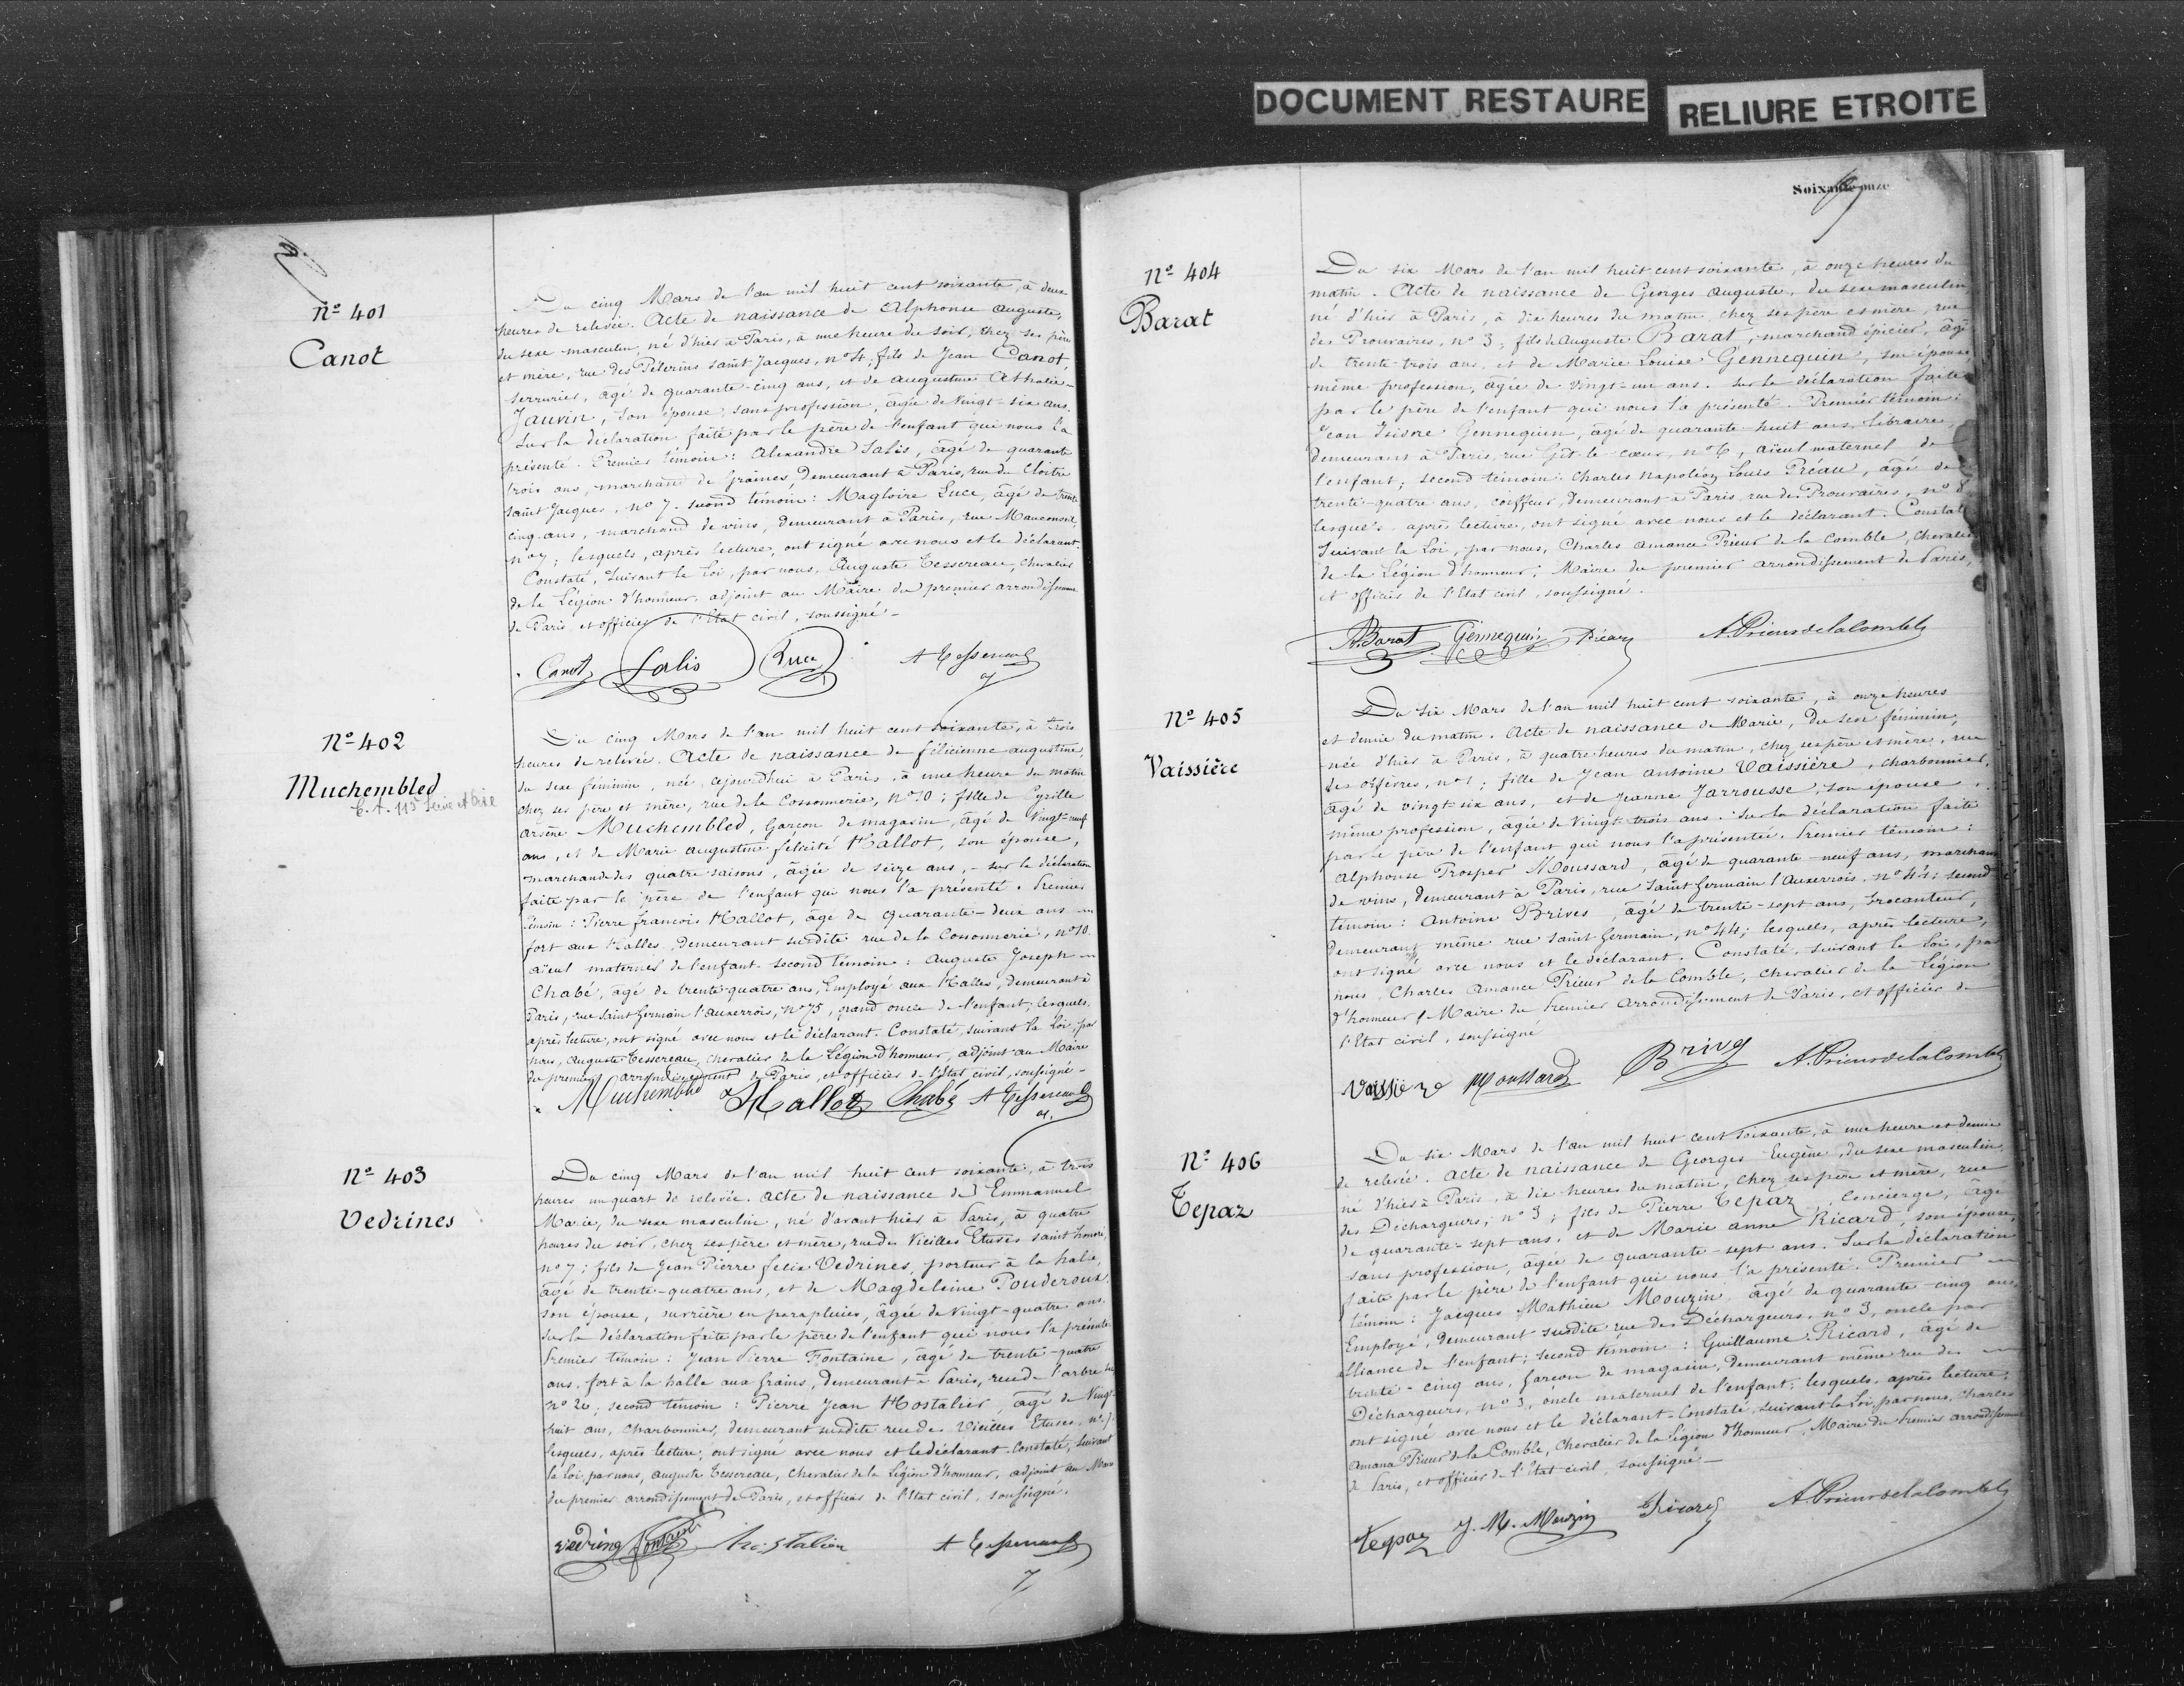 DOCUMENT RESTAURE
RELIURE ETROITE
Nº 401
Canot
Du cinq Mars de l'an mil huit cent soixante, à deux
heures de relevée. Acte de naissance de Alphonse Auguste,
du sexe masculin, né d'hier à Paris, à une heure du soir, chez ses père
et mère, rue des Pélerins saint Jacques, nº 4; fils de Jean Canot,
serrurier, âgé de quarante-cinq ans, et de Augustine Athalie
Jauvin, son épouse, sans profession, âgée de vingt-six ans.
Sur la déclaration faite par le père de l'enfant qui nous l'a
présenté. Premier témoin: Alexandre Salis, âgé de quarante
trois ans, marchand de graines, demeurant à Paris, rue du Cloître
saint Jacques, nº 7. second témoin: Magloire Luce, âgé de trente
cinq ans, marchand de vins, demeurant à Paris, rue Mauconseil,
nº 7; lesquels, après lecture, ont signé avec nous et le déclarant.
Constaté, suivant la Loi, par nous, Auguste Tessereau, chevalier
de la Légion d'honneur, adjoint au Maire du premier arrondissement
de Paris et officier de l'Etat civil, soussigné -
Canot Salis Luce A Tessereau
Nº 402
Muchembled
Du cinq Mars de l'an mil huit cent soixante, à trois
heures de relevée. Acte de naissance de félicienne augustine,
du sexe féminin, née, cejourd'hui à Paris, à une heure du matin
chez ses père et mère, rue de la Cossonnerie, nº 10; fille de Cyrille
arsène Muchembled, garçon de magasin, âgé de vingt-neuf
ans, et de Marie augustine félicité Hallot, son épouse,
marchande des quatre saisons, âgée de seize ans, - sur la déclaration
faite par le père de l'enfant qui nous l'a présenté. Premier
témoin: Pierre francois Hallot, âgé de quarante-deux ans
fort aux halles, demeurant susdite rue de la Cossonnerie, nº 10
aïeul maternel de l'enfant. second témoin: Auguste Joseph
Chabé, âgé de trente quatre ans, Employé aux Halles, demeurant à
Paris, rue saint germain l'auxerrois, nº 75, grand oncle de l'enfant; lesquels,
après lecture, ont signé avec nous et le déclarant. Constaté, suivant la Loi, par
nous, Auguste Tessereau, chevalier de la Légion d'honneur, adjoint au Maire
du premier arrondissement de Paris, et officier de l'Etat civil, soussigné -
Muchembled Hallot Chabé A Tessereau
Nº 403
Vedrines
Du cinq Mars de l'an mil huit cent soixante, à trois
heures un quart de relevée. Acte de naissance de Emmanuel
Marie, du sexe masculin, né d'avant hier à Paris, à quatre
heures du soir, chez ses père et mère, rue des Vieilles Etuves saint honoré,
nº 7; fils de Jean Pierre felix Vedrines, porteur à la halle,
âgé de trente-quatre ans, et de Magdeleine Pouderoux,
son épouse, ouvrière en parapluies, âgée de vingt-quatre ans.
sur la déclaration faite par le père de l'enfant qui nous l'a présenté.
Premier témoin: Jean Pierre Fontaine, âgé de trente-quatre
ans, fort à la halle aux grains, demeurant à Paris, rue de l'arbre sec
nº 26; second témoin: Pierre Jean Hostalier, âgé de vingt
huit ans, charbonnier, demeurant susdite rue des Vieilles Etuves, nº 7
lesquels, après lecture, ont signé avec nous et le déclarant. Constaté, suivant
la Loi, par nous, Auguste Tessereau, Chevalier de la Légion d'honneur, adjoint au Maire
du premier arrondissement de Paris, et officier de l'Etat civil, soussigné.
Vedrines Fontaine Hostalier A Tessereau
Soixante onze
Nº 404
Barat
Du six Mars de l'an mil huit cent soixante, à onze heures du
matin. Acte de naissance de Georges Auguste, du sexe masculin,
né d'hier à Paris, à dix heures du matin, chez ses père et mère, rue
des Prouvaires, nº 3; fils de Auguste Barat, marchand épicier, âgé
de trente-trois ans, et de Marie Louise Gennequin, son épouse,
même profession, âgée de vingt-un ans. Sur la déclaration faite
par le père de l'enfant qui nous l'a présenté. Premier témoin:
Jean Isidore Gennequin, âgé de quarante-huit ans, libraire,
demeurant à Paris, rue Gît-le-coeur, nº 6, aïeul maternel de
l'enfant; second témoin: Charles Napoléon Louis Préau, âgé de
trente-quatre ans, coiffeur, demeurant à Paris rue des Prouvaires, nº 8
lesquels, après lecture, ont signé avec nous et le déclarant. Constaté
suivant la Loi, par nous, Charles Amance Prieur de la Comble, chevalier
de la Légion d'honneur, Maire du premier arrondissement de Paris,
et officier de l'Etat civil, soussigné.
A. Barat Gennequin Préau A. Prieur de la Comble
Nº 405
Vaissière
Du six Mars de l'an mil huit cent soixante, à onze heures
et demie du matin. Acte de naissance de Marie, du sexe féminin,
née d'hier à Paris, à quatre heures du matin, chez ses père et mère, rue
des orfèvres, nº 1; fille de Jean Antoine Vaissière, charbonnier,
âgé de vingt-six ans, et de Jeanne Jarrousse, son épouse,
même profession, âgée de vingt-trois ans. Sur la déclaration faite
par le père de l'enfant qui nous l'a présentée. Premier témoin:
Alphonse Prosper Moussard, âgé de quarante-neuf ans, marchand
de vins, demeurant à Paris, rue Saint Germain l'Auxerrois, nº 41; second
témoin: Antoine Brives, âgé de trente-sept ans, brocanteur,
demeurant même rue saint Germain, nº 44; lesquels, après lecture,
ont signé avec nous et le déclarant. Constaté, suivant la Loi, par
nous, Charles Amance Prieur de la Comble, chevalier de la Légion
d'honneur, Maire du Premier arrondissement de Paris, et officier de
l'Etat civil, soussigné
Vaissière Moussard Brives A. Prieur de la Comble
Nº 406
Tepaz
Du six Mars de l'an mil huit cent soixante, à une heure et demie
de relevée. Acte de naissance de Georges Eugène, du sexe masculin,
né d'hier à Paris, à dix heures du matin, chez ses père et mère, rue
des Déchargeurs, nº 3; fils de Pierre Tepaz, Concierge, âgé
de quarante-sept ans, et de Marie anne Ricard, son épouse,
sans profession, âgée de quarante-sept ans. Sur la déclaration
faite par le père de l'enfant qui nous l'a présenté. Premier
témoin: Jacques Mathieu Mouzin, âgé de quarante-cinq ans,
Employé, demeurant susdite rue des Déchargeurs, nº 3, oncle par
alliance de l'enfant; second témoin: Guillaume Ricard, âgé de
trente-cinq ans, garçon de magasin, demeurant même rue des
Déchargeurs, nº 3, oncle maternel de l'enfant; lesquels, après lecture,
ont signé avec nous et le déclarant. Constaté, suivant la Loi, par nous, Charles
Amance Prieur de la Comble, Chevalier de la Légion d'honneur, Maire du Premier arrondissement
de Paris, et officier de l'Etat civil, soussigné -
Tepaz J. M. Mouzin Ricard A. Prieur de la Comble